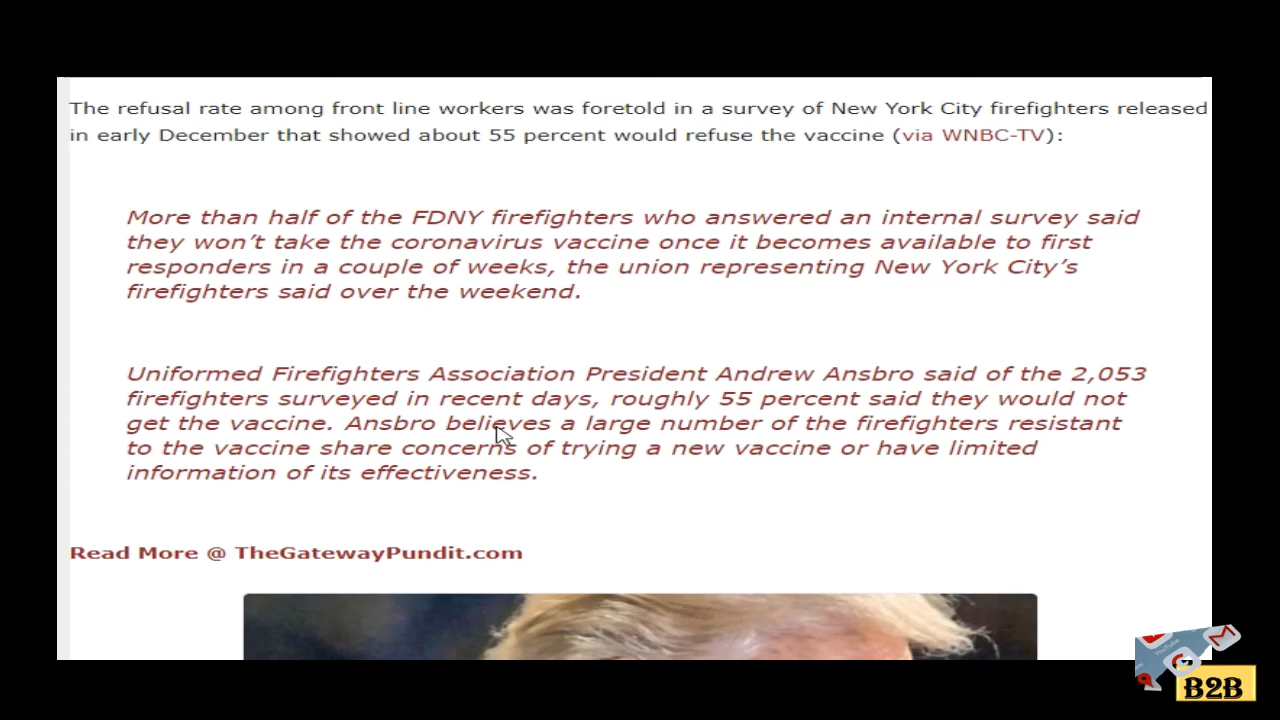 The refusal rate among front line workers was foretold in a survey of New York City firefighters released
in early December that showed about 55 percent would refuse the vaccine (via WNBC-TV):
More than half of the FDNY firefighters who answered an internal survey said
they won’t take the coronavirus vaccine once it becomes available to first
responders in a couple of weeks, the union representing New York City’s
firefighters said over the weekend.
Uniformed Firefighters Association President Andrew Ansbro said of the 2,053
firefighters surveyed in recent days, roughly 55 percent said they would not
get the vaccine. Ansbro believes a large number of the firefighters resistant
to the vaccine share concerns of trying a new vaccine or have limited
information of its effectiveness.
Read More @ TheGatewayPundit.com
YouTube
B2B